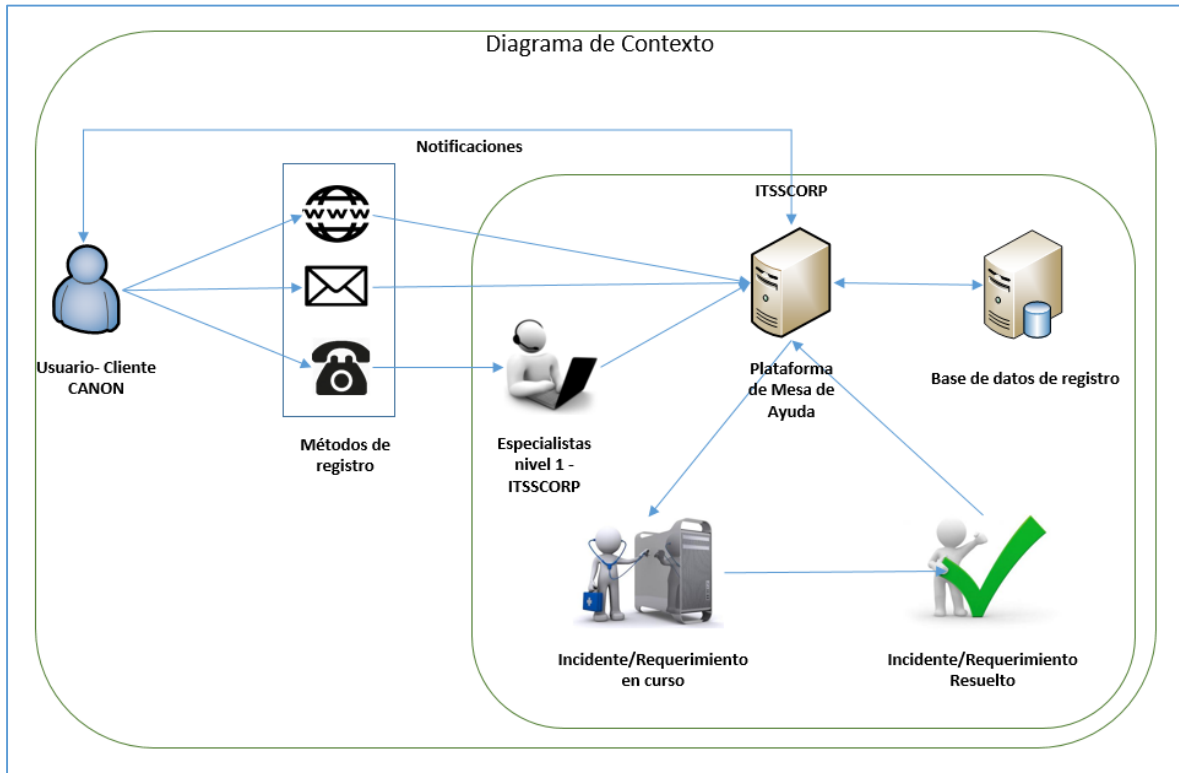 Diagrama de Contexto
Notificaciones
ITSSCORP
WWW
Usuario- Cliente
CANON
Métodos de
registro
Especialistas
nivel 1 -
ITSSCORP
Plataforma
de Mesa de
Ayuda
Base de datos de registro
Incidente/Requerimiento
en curso
Incidente/Requerimiento
Resuelto